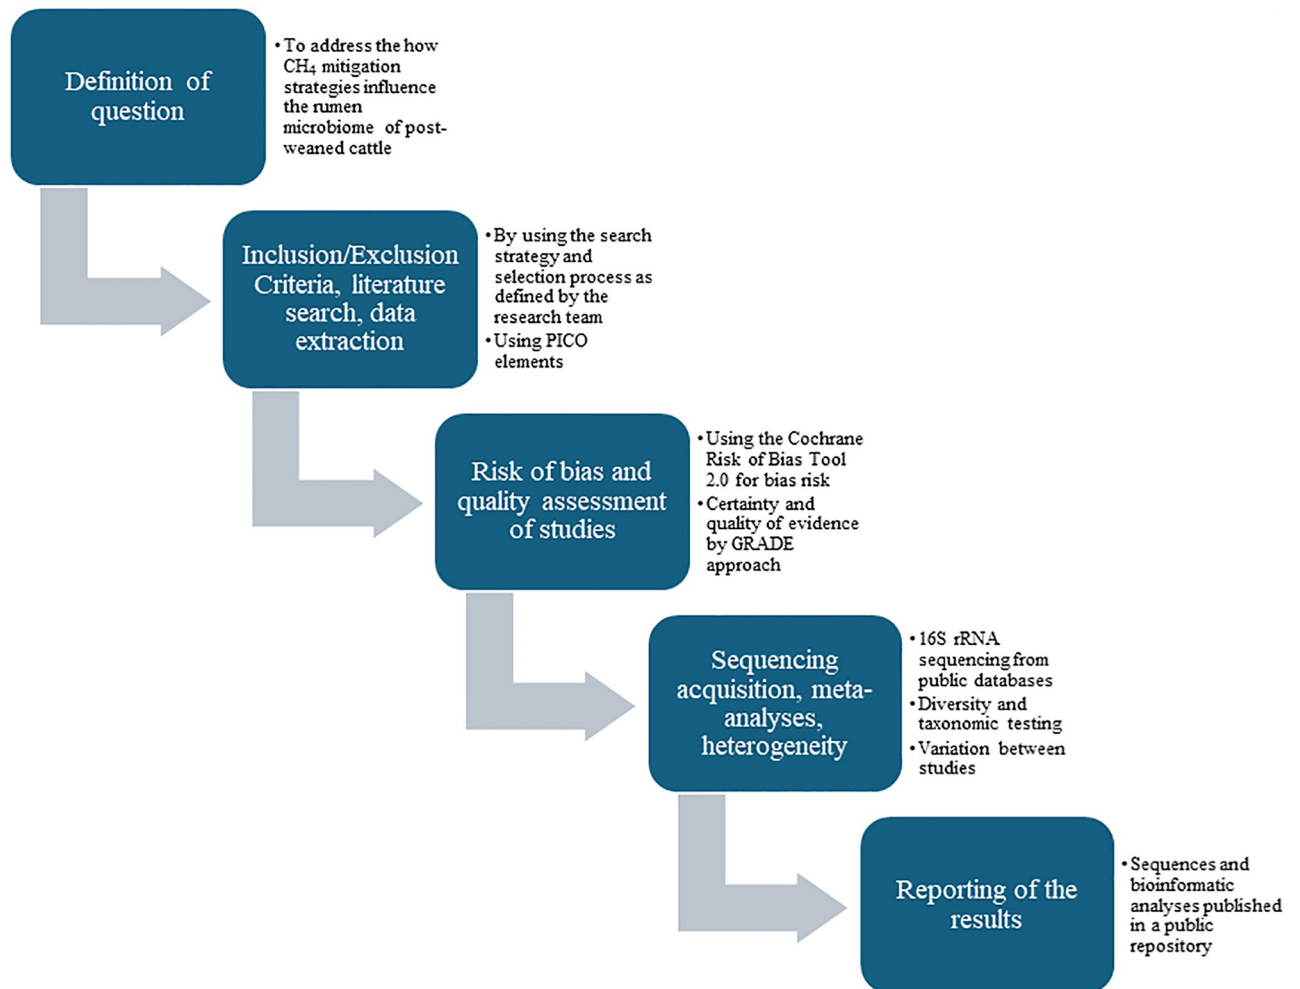 Definition of
question
• To address the how
CH₄ mitigation
strategies influence
the rumen
microbiome of post-
weaned cattle
Inclusion/Exclusion
Criteria, literature
search, data
extraction
• By using the search
strategy and
selection process as
defined by the
research team
• Using PICO
elements
Risk of bias and
quality assessment
of studies
• Using the Cochrane
Risk of Bias Tool
2.0 for bias risk
• Certainty and
quality of evidence
by GRADE
approach
Sequencing
acquisition, meta-
analyses,
heterogeneity
• 16S rRNA
sequencing from
public databases
• Diversity and
taxonomic testing
• Variation between
studies
Reporting of the
results
• Sequences and
bioinformatic
analyses published
in a public
repository